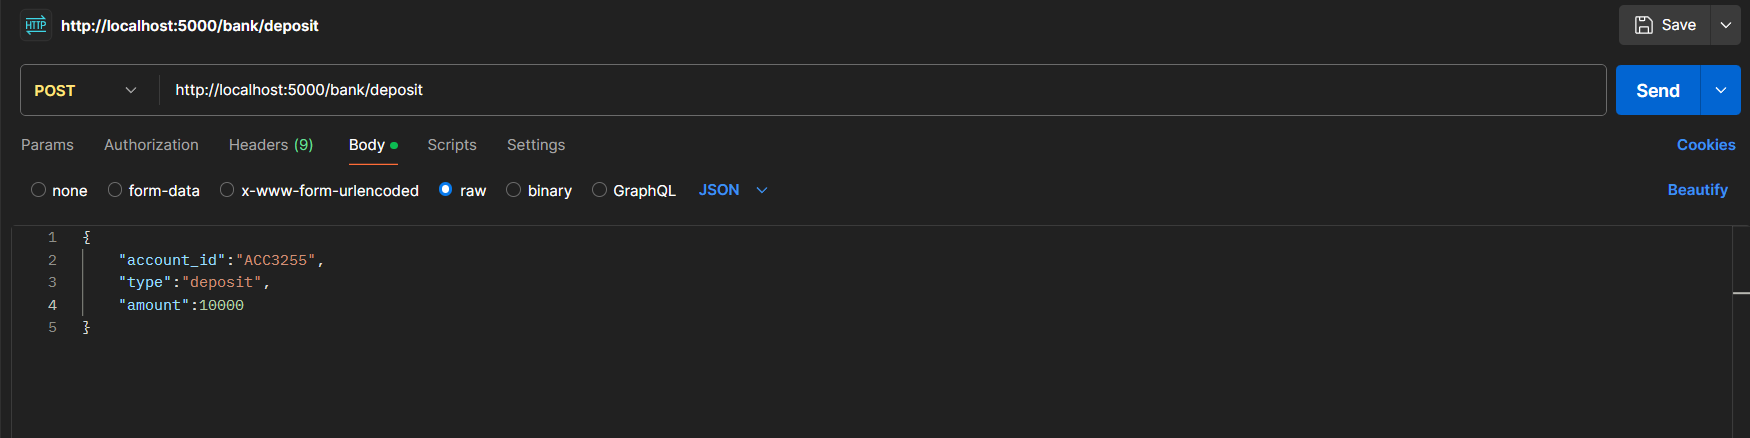 HTTP http://localhost:5000/bank/deposit Save
POST http://localhost:5000/bank/deposit Send
Params Authorization Headers (9) Body Scripts Settings Cookies
none form-data x-www-form-urlencoded raw binary GraphQL JSON Beautify
1 {
2 "account_id":"ACC3255",
3 "type":"deposit",
4 "amount":10000
5 }